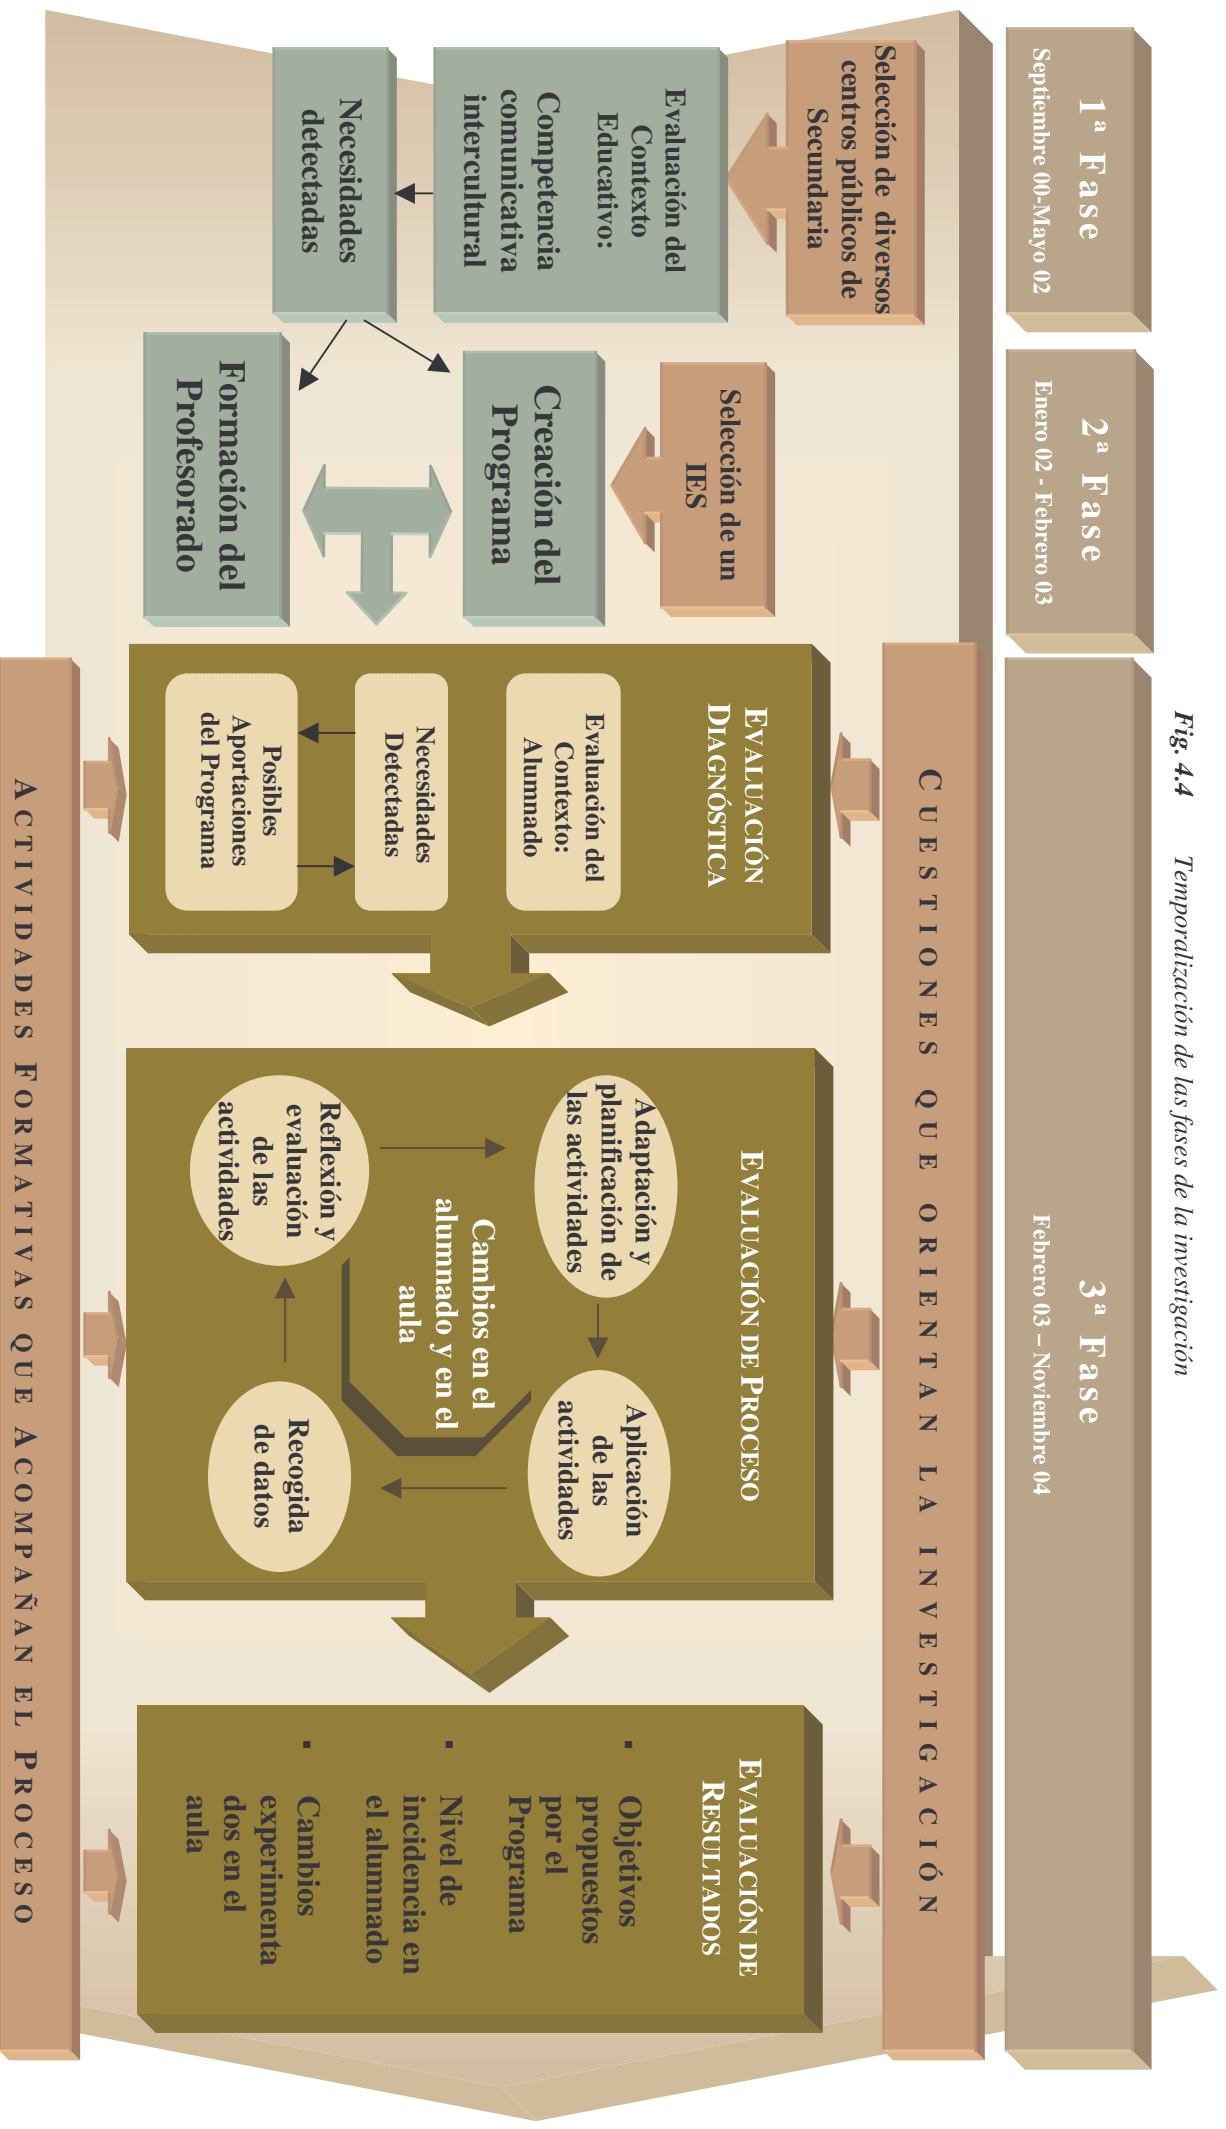 Fig. 4.4 Temporalización de las fases de la investigación
1ª Fase
Septiembre 00-Mayo 02
2ª Fase
Enero 02 - Febrero 03
3ª Fase
Febrero 03 – Noviembre 04
Selección de diversos
centros públicos de
Secundaria
Evaluación del
Contexto
Educativo:
Competencia
comunicativa
intercultural
Necesidades
detectadas
Selección de un
IES
Creación del
Programa
Formación del
Profesorado
CUESTIONES QUE ORIENTAN LA INVESTIGACIÓN
EVALUACIÓN
DIAGNÓSTICA
Evaluación del
Contexto:
Alumnado
Necesidades
Detectadas
Posibles
Aportaciones
del Programa
EVALUACIÓN DE PROCESO
Adaptación y
planificación de
las actividades
Aplicación
de las
actividades
Cambios en el
alumnado y en el
aula
Reflexión y
evaluación
de las
actividades
Recogida
de datos
EVALUACIÓN DE
RESULTADOS
▪ Objetivos
propuestos
por el
Programa
▪ Nivel de
incidencia en
el alumnado
▪ Cambios
experimenta
dos en el
aula
ACTIVIDADES FORMATIVAS QUE ACOMPAÑAN EL PROCESO